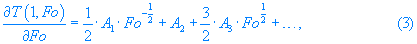 ∂T(1, Fo)/∂Fo = 1/2 · A₁ · Fo^(-1/2) + A₂ + 3/2 · A₃ · Fo^(1/2) + ..., (3)